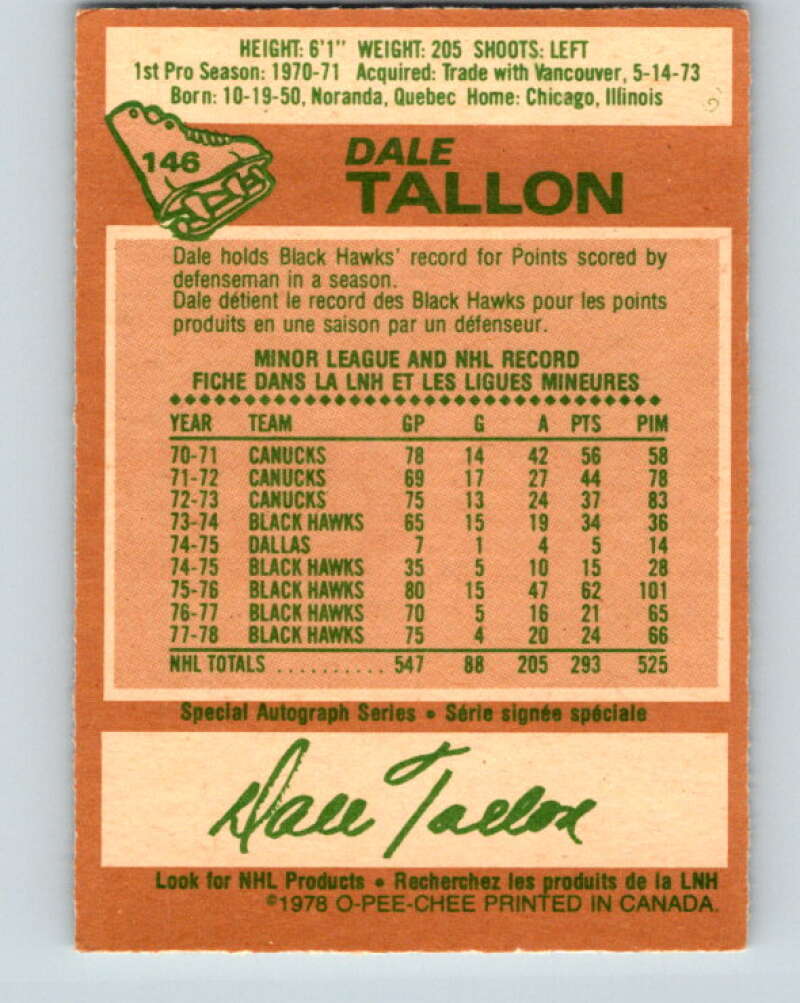 HEIGHT: 6'1" WEIGHT: 205 SHOOTS: LEFT
1st Pro Season: 1970-71 Acquired: Trade with Vancouver, 5-14-73
Born: 10-19-50, Noranda, Quebec Home: Chicago, Illinois
146
DALE
TALLON
Dale holds Black Hawks' record for Points scored by
defenseman in a season.
Dale détient le record des Black Hawks pour les points
produits en une saison par un défenseur.
MINOR LEAGUE AND NHL RECORD
FICHE DANS LA LNH ET LES LIGUES MINEURES
YEAR TEAM GP G A PTS PIM
70-71 CANUCKS 78 14 42 56 58
71-72 CANUCKS 69 17 27 44 78
72-73 CANUCKS 75 13 24 37 83
73-74 BLACK HAWKS 65 15 19 34 36
74-75 DALLAS 7 1 4 5 14
74-75 BLACK HAWKS 35 5 10 15 28
75-76 BLACK HAWKS 80 15 47 62 101
76-77 BLACK HAWKS 70 5 16 21 65
77-78 BLACK HAWKS 75 4 20 24 66
NHL TOTALS .......... 547 88 205 293 525
Special Autograph Series • Série signée spéciale
Dale Tallon
Look for NHL Products • Recherchez les produits de la LNH
©1978 O-PEE-CHEE PRINTED IN CANADA.